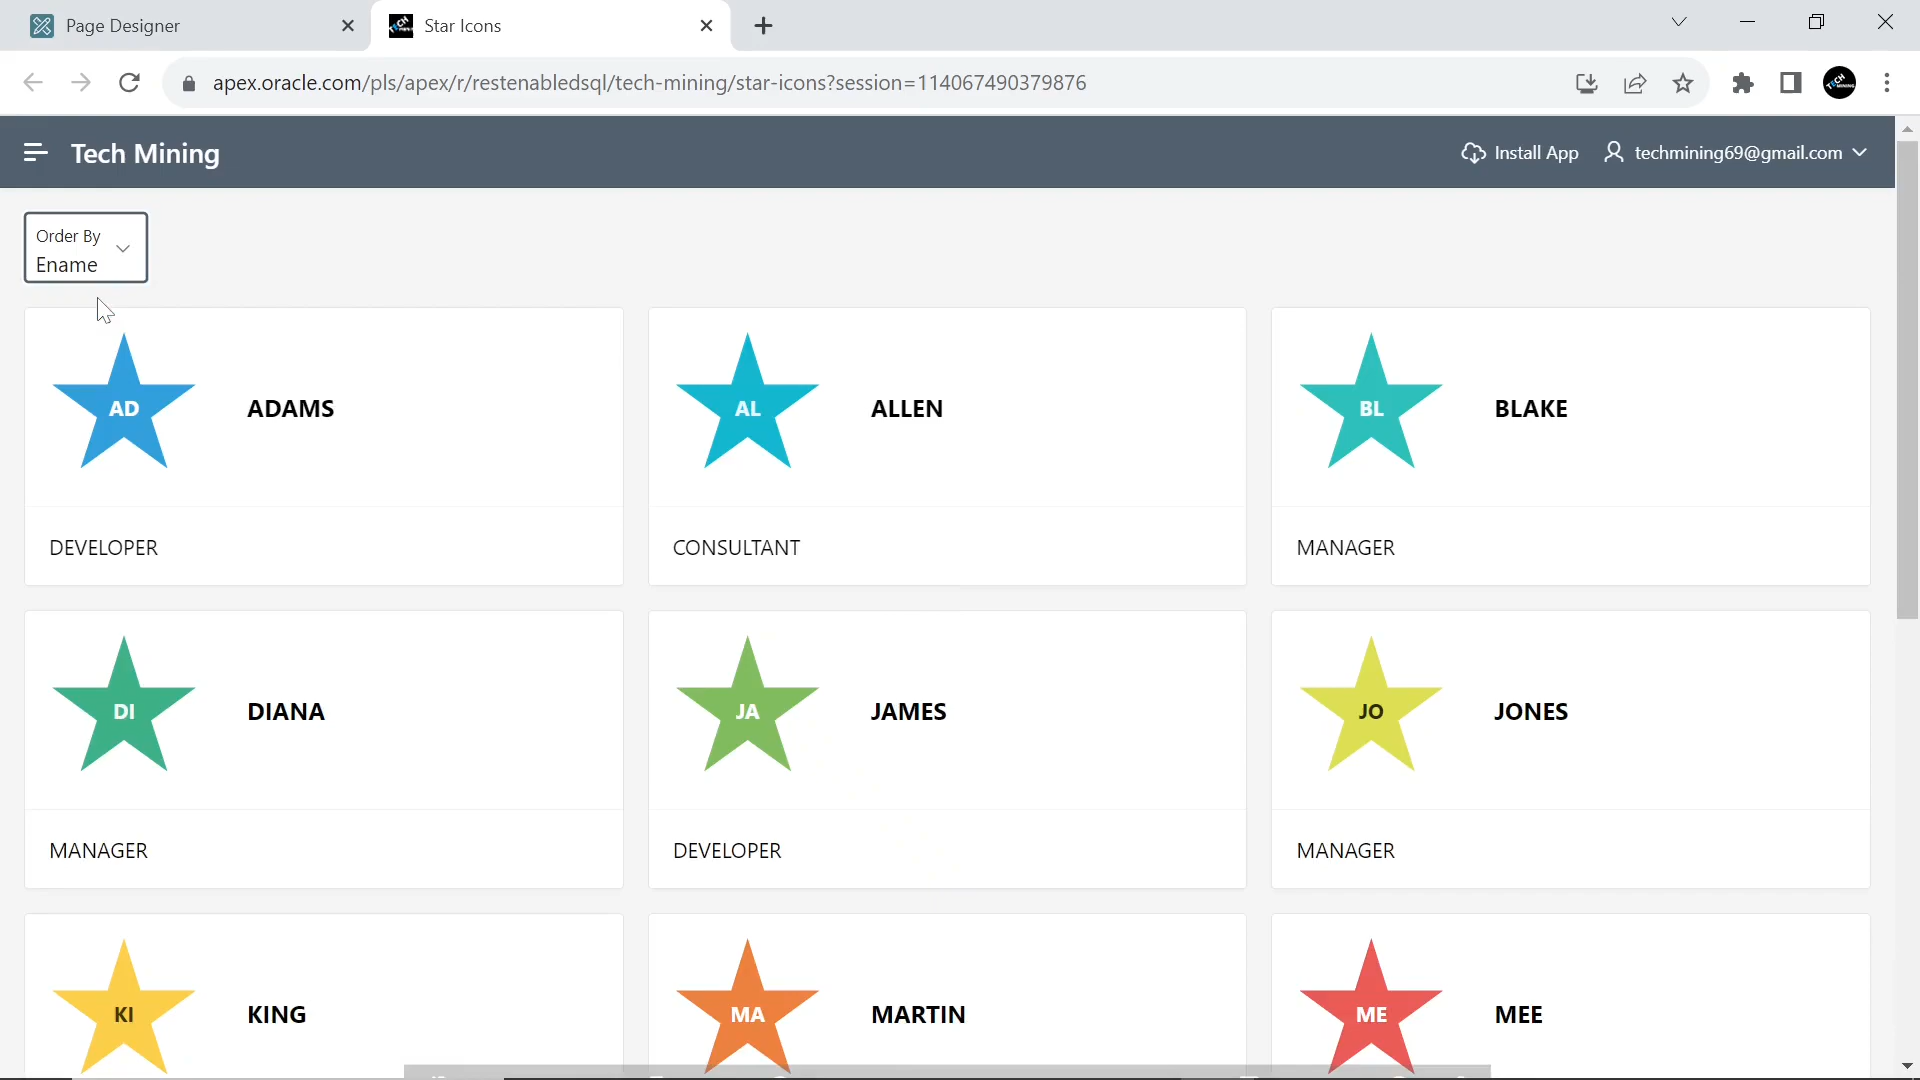 Page Designer
Star Icons
apex.oracle.com/pls/apex/r/restenabledsql/tech-mining/star-icons?session=114067490379876
Tech Mining
Install App
techmining69@gmail.com
Order By
Ename
AD
ADAMS
AL
ALLEN
BL
BLAKE
DEVELOPER
CONSULTANT
MANAGER
DI
DIANA
JA
JAMES
JO
JONES
MANAGER
DEVELOPER
MANAGER
KI
KING
MA
MARTIN
ME
MEE